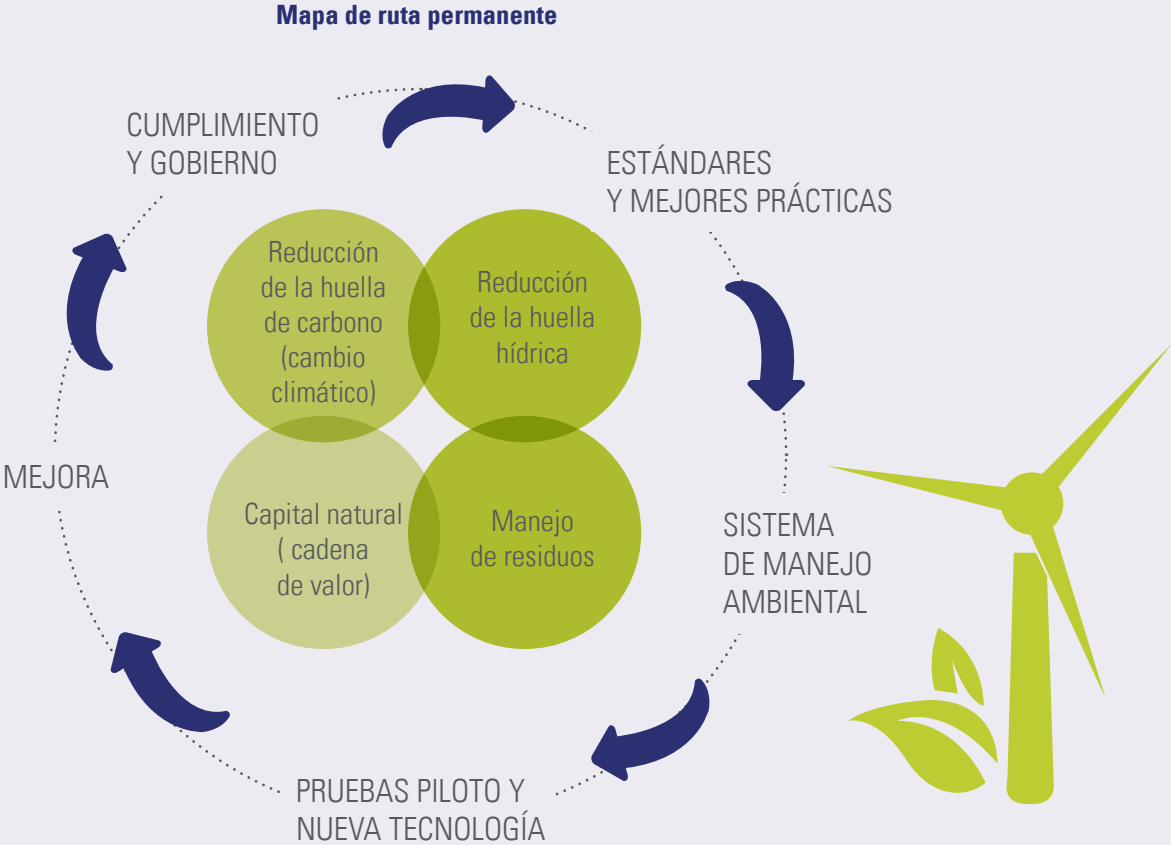 Mapa de ruta permanente
CUMPLIMIENTO
Y GOBIERNO
ESTÁNDARES
Y MEJORES PRÁCTICAS
SISTEMA
DE MANEJO
AMBIENTAL
PRUEBAS PILOTO Y
NUEVA TECNOLOGÍA
MEJORA
Reducción
de la huella
de carbono
(cambio
climático)
Reducción
de la huella
hídrica
Capital natural
( cadena
de valor)
Manejo
de residuos